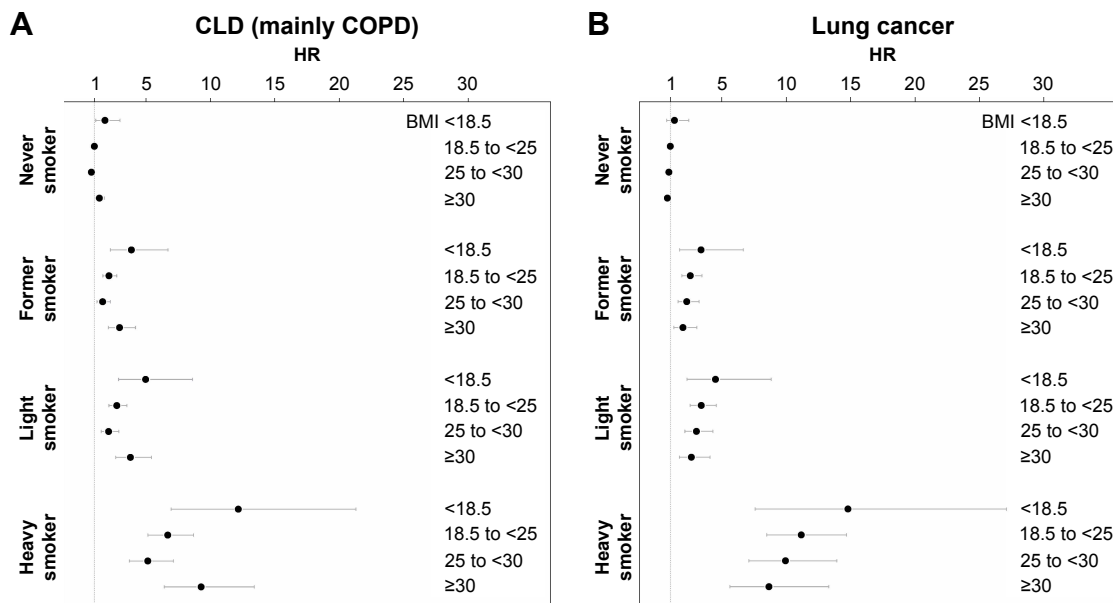 A
CLD (mainly COPD)
HR
1 5 10 15 20 25 30
Never smoker
BMI <18.5
18.5 to <25
25 to <30
≥30
Former smoker
<18.5
18.5 to <25
25 to <30
≥30
Light smoker
<18.5
18.5 to <25
25 to <30
≥30
Heavy smoker
<18.5
18.5 to <25
25 to <30
≥30
B
Lung cancer
HR
1 5 10 15 20 25 30
Never smoker
BMI <18.5
18.5 to <25
25 to <30
≥30
Former smoker
<18.5
18.5 to <25
25 to <30
≥30
Light smoker
<18.5
18.5 to <25
25 to <30
≥30
Heavy smoker
<18.5
18.5 to <25
25 to <30
≥30